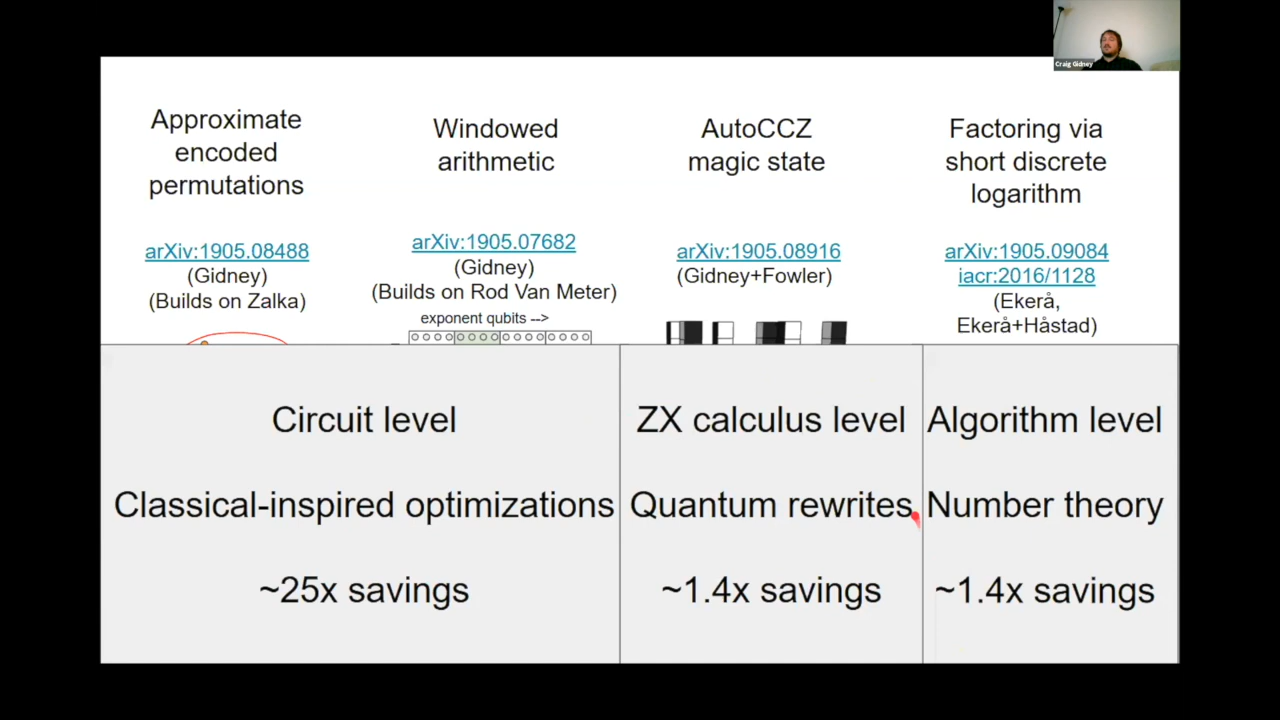 Craig Gidney
Approximate
encoded
permutations
arXiv:1905.08488
(Gidney)
(Builds on Zalka)
Windowed
arithmetic
arXiv:1905.07682
(Gidney)
(Builds on Rod Van Meter)
exponent qubits -->
AutoCCZ
magic state
arXiv:1905.08916
(Gidney+Fowler)
Factoring via
short discrete
logarithm
arXiv:1905.09084
iacr:2016/1128
(Ekerå,
Ekerå+Håstad)
Circuit level
Classical-inspired optimizations
~25x savings
ZX calculus level
Quantum rewrites
~1.4x savings
Algorithm level
Number theory
~1.4x savings